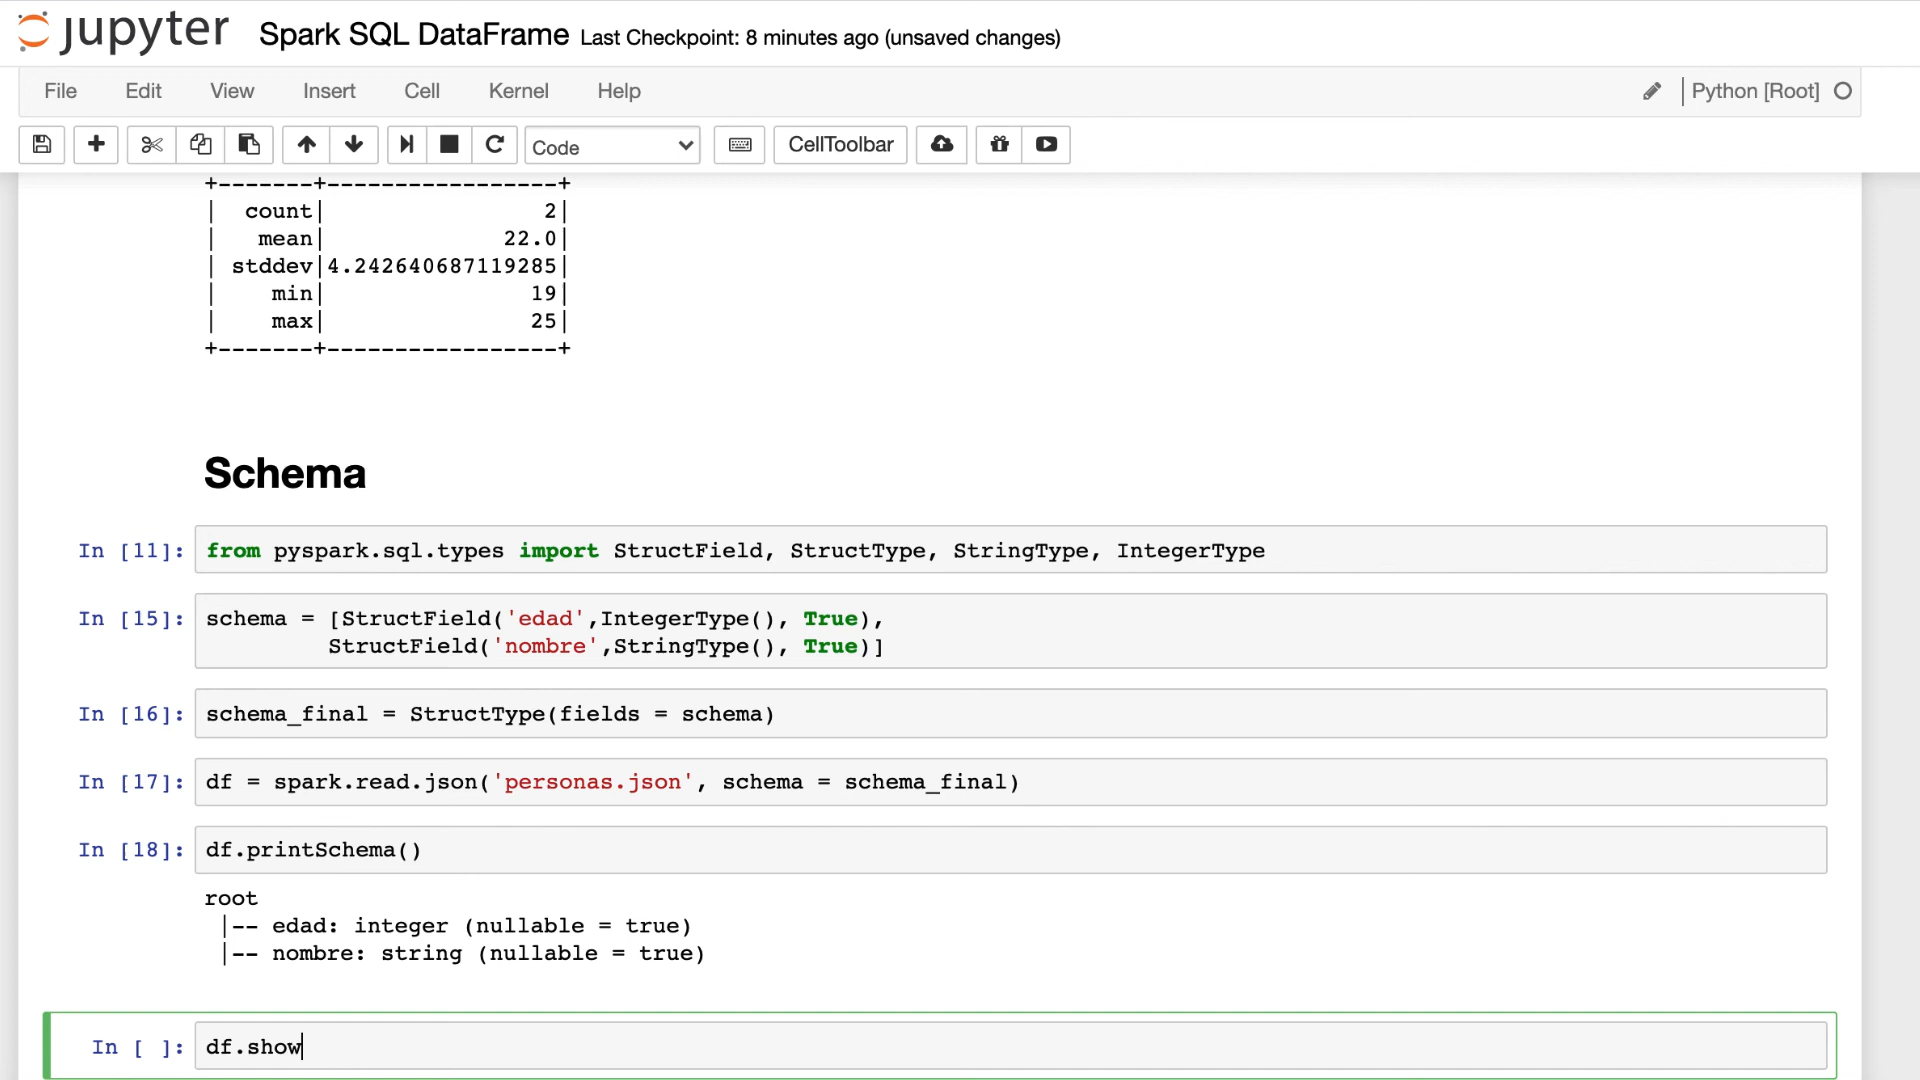 jupyter Spark SQL DataFrame Last Checkpoint: 8 minutes ago (unsaved changes)
File Edit View Insert Cell Kernel Help Python [Root]
Code CellToolbar
+-------+-----------------+
|  count|                2|
|   mean|             22.0|
| stddev|4.242640687119285|
|    min|               19|
|    max|               25|
+-------+-----------------+
Schema
In [11]: from pyspark.sql.types import StructField, StructType, StringType, IntegerType
In [15]: schema = [StructField('edad',IntegerType(), True),
StructField('nombre',StringType(), True)]
In [16]: schema_final = StructType(fields = schema)
In [17]: df = spark.read.json('personas.json', schema = schema_final)
In [18]: df.printSchema()
root
|-- edad: integer (nullable = true)
|-- nombre: string (nullable = true)
In [ ]: df.show